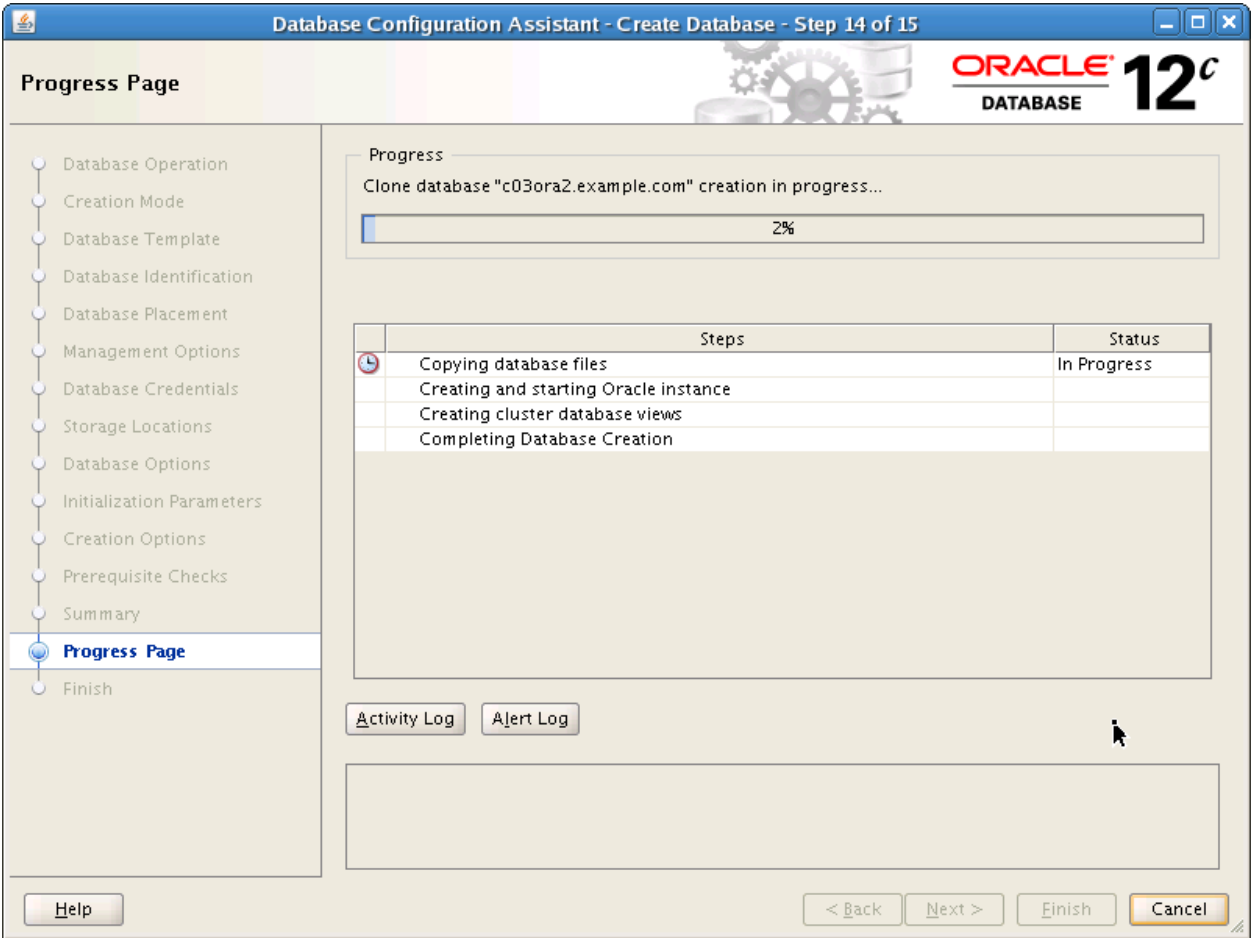 Database Configuration Assistant - Create Database - Step 14 of 15
Progress Page
ORACLE
DATABASE
12c
Database Operation
Creation Mode
Database Template
Database Identification
Database Placement
Management Options
Database Credentials
Storage Locations
Database Options
Initialization Parameters
Creation Options
Prerequisite Checks
Summary
Progress Page
Finish
Progress
Clone database "c03ora2.example.com" creation in progress...
2%
Steps Status
Copying database files In Progress
Creating and starting Oracle instance
Creating cluster database views
Completing Database Creation
Activity Log Alert Log
Help < Back Next > Finish Cancel